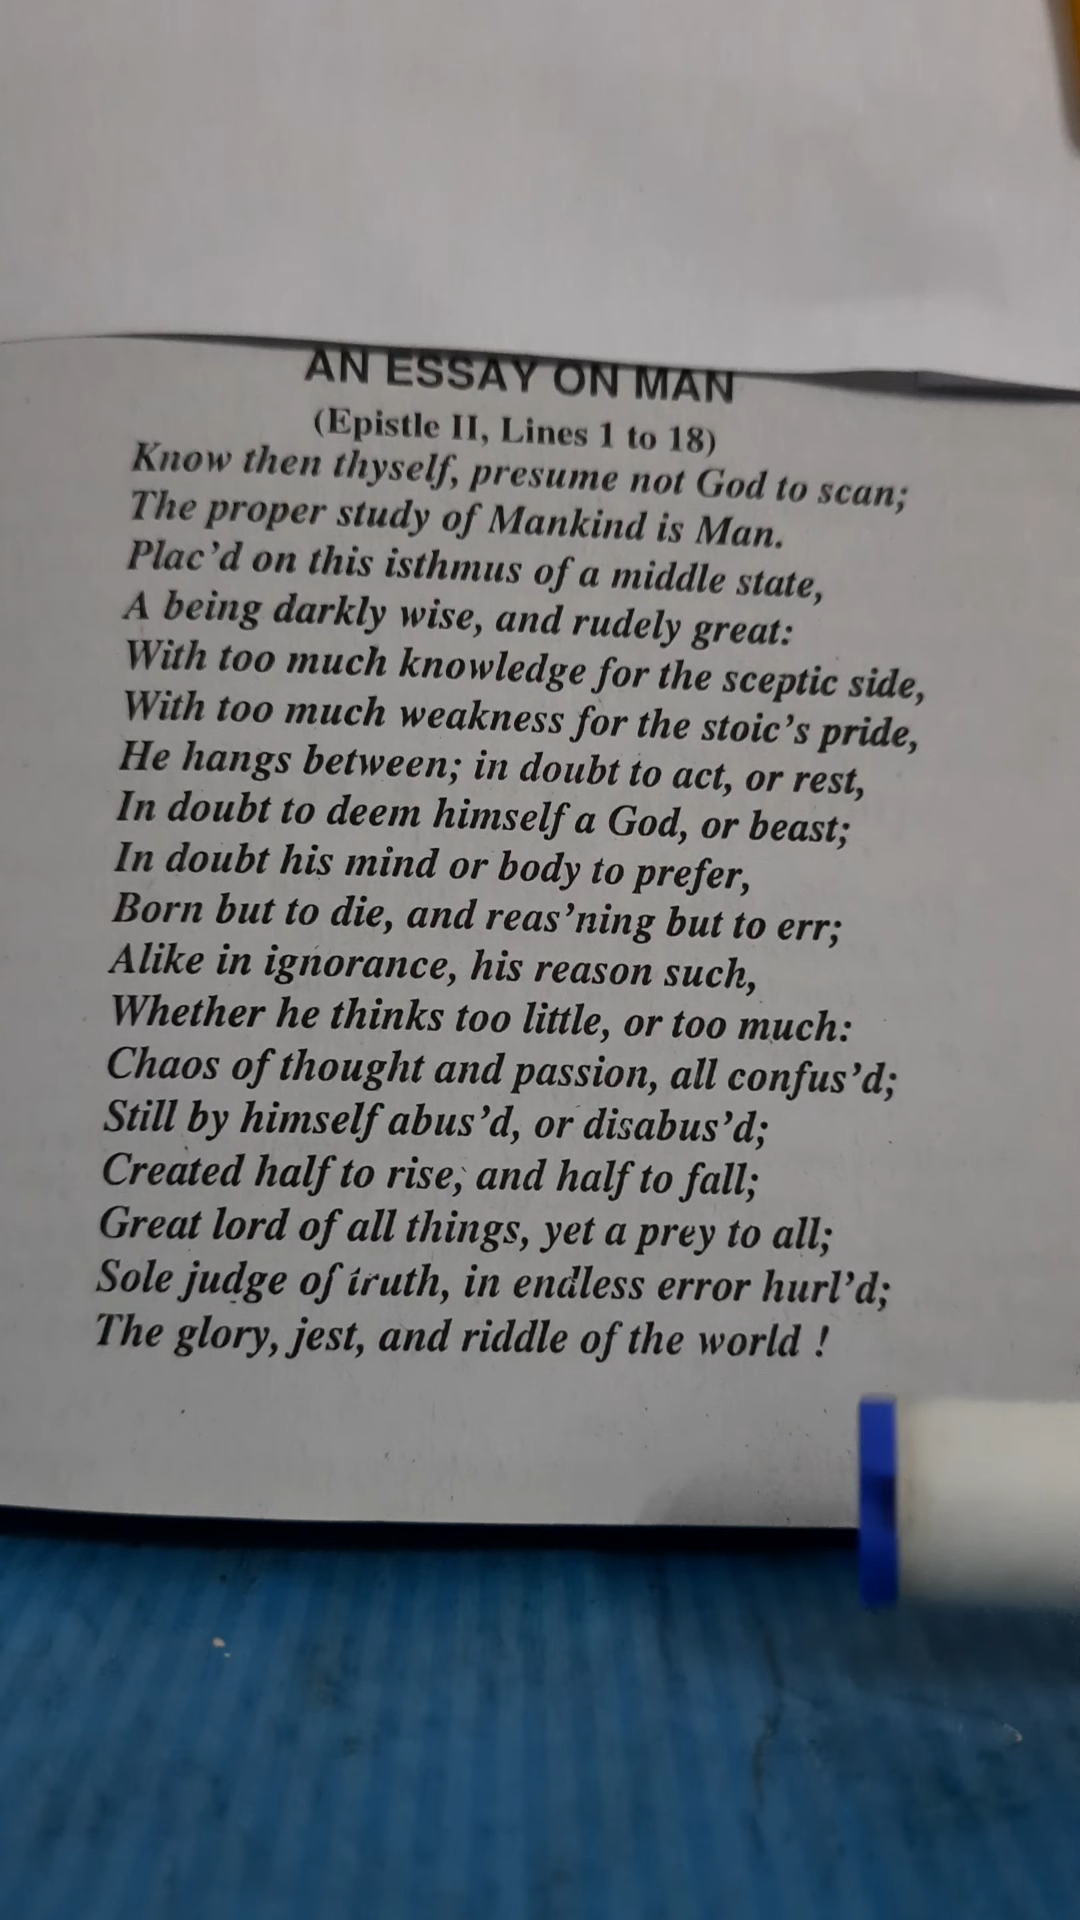 AN ESSAY ON MAN
(Epistle II, Lines 1 to 18)
Know then thyself, presume not God to scan;
The proper study of Mankind is Man.
Plac'd on this isthmus of a middle state,
A being darkly wise, and rudely great:
With too much knowledge for the sceptic side,
With too much weakness for the stoic's pride,
He hangs between; in doubt to act, or rest,
In doubt to deem himself a God, or beast;
In doubt his mind or body to prefer,
Born but to die, and reas'ning but to err;
Alike in ignorance, his reason such,
Whether he thinks too little, or too much:
Chaos of thought and passion, all confus'd;
Still by himself abus'd, or disabus'd;
Created half to rise, and half to fall;
Great lord of all things, yet a prey to all;
Sole judge of truth, in endless error hurl'd;
The glory, jest, and riddle of the world !